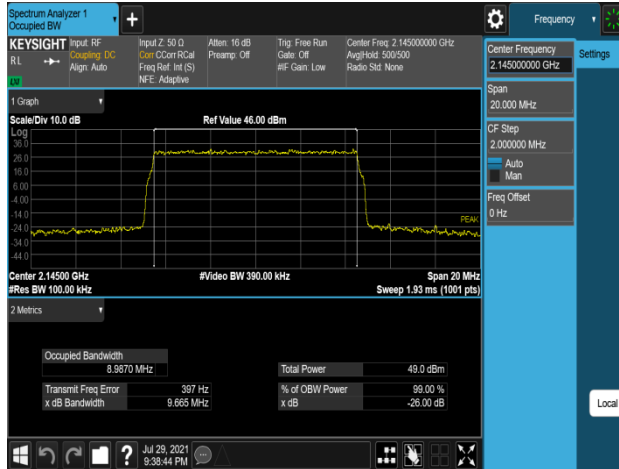 Spectrum Analyzer 1
Occupied BW
Frequency
KEYSIGHT
RL
Input: RF
Coupling: DC
Align: Auto
Input Z: 50 Ω
Corr CCorr RCal
Freq Ref: Int (S)
NFE: Adaptive
Atten: 16 dB
Preamp: Off
Trig: Free Run
Gate: Off
#IF Gain: Low
Center Freq: 2.145000000 GHz
Avg|Hold: 500/500
Radio Std: None
Center Frequency
2.145000000 GHz
Settings
Span
20.000 MHz
CF Step
2.000000 MHz
Auto
Man
Freq Offset
0 Hz
Local
1 Graph
Scale/Div 10.0 dB
Ref Value 46.00 dBm
Log
36.0
26.0
16.0
6.00
-4.00
-14.0
-24.0
-34.0
-44.0
PEAK
Center 2.14500 GHz
#Video BW 390.00 kHz
Span 20 MHz
#Res BW 100.00 kHz
Sweep 1.93 ms (1001 pts)
2 Metrics
Occupied Bandwidth
8.9870 MHz
Total Power
49.0 dBm
Transmit Freq Error
397 Hz
% of OBW Power
99.00 %
x dB Bandwidth
9.665 MHz
x dB
-26.00 dB
?
Jul 29, 2021
9:38:44 PM